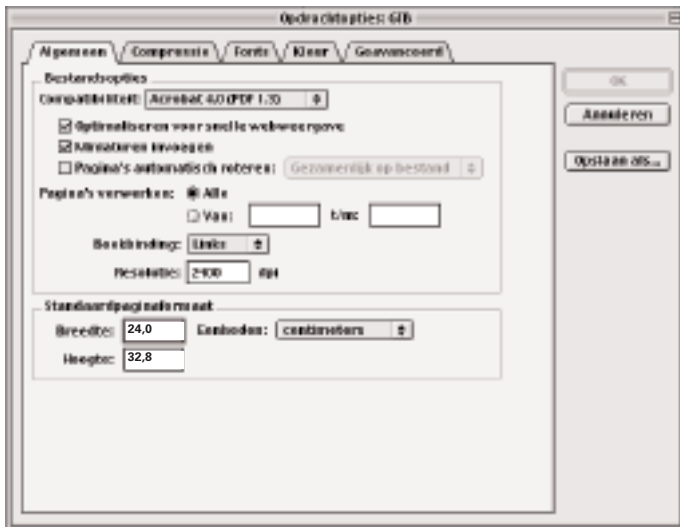 Opdrachtopties: GTB
Algemeen Compressie Fonts Kleur Geavanceerd
Bestandsopties
Compatibiliteit: Acrobat 4.0 (PDF 1.3)
Optimaliseren voor snelle webweergave
Miniaturen invoegen
Pagina's automatisch roteren: Gezamenlijk op bestand
Pagina's verwerken: Alle
Van: t/m:
Boekbinding: Links
Resolutie: 2400 dpi
Standaardpaginaformaat
Breedte: 24,0 Eenheden: centimeters
Hoogte: 32,8
OK
Annuleren
Opslaan als...